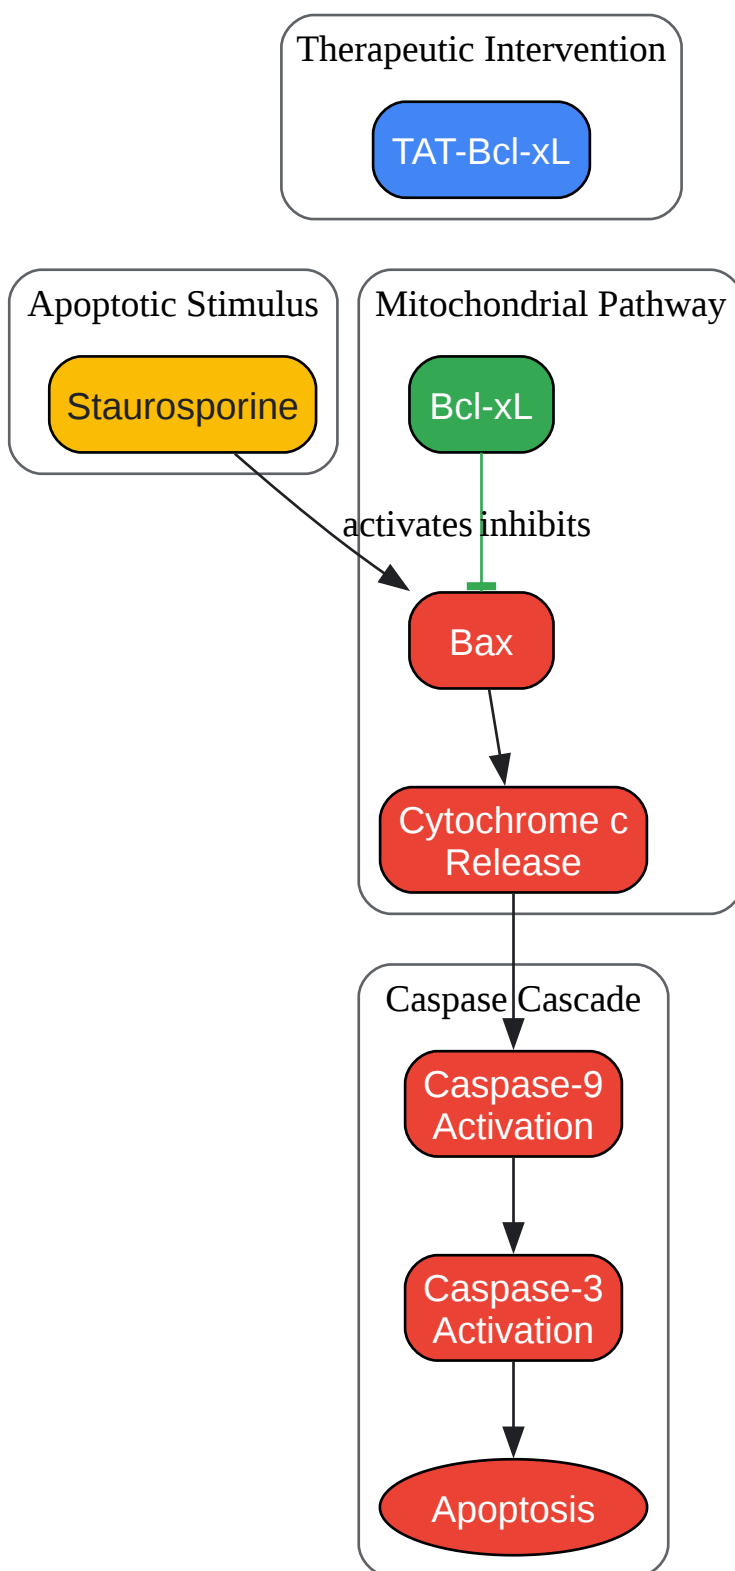 Therapeutic Intervention
TAT-Bcl-xL
Apoptotic Stimulus
Mitochondrial Pathway
Staurosporine
Bcl-xL
activates
inhibits
Bax
Cytochrome c
Release
Caspase Cascade
Caspase-9
Activation
Caspase-3
Activation
Apoptosis